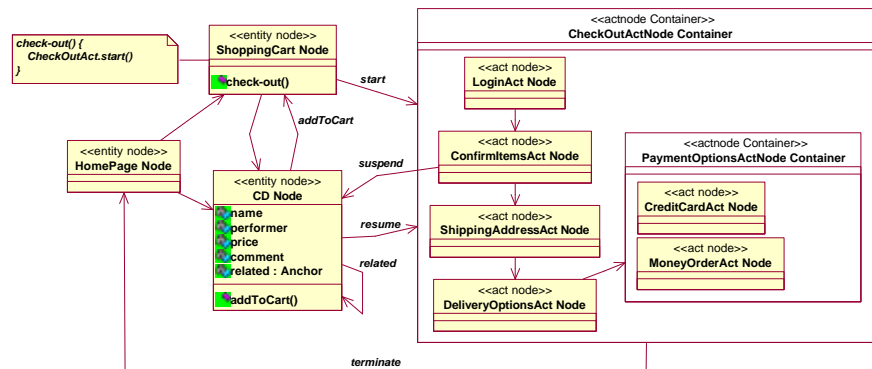 check-out() {
CheckOutAct.start()
}
<<entity node>>
ShoppingCart Node
check-out()
start
addToCart
<<entity node>>
HomePage Node
<<entity node>>
CD Node
name
performer
price
comment
related : Anchor
addToCart()
suspend
resume
related
<<actnode Container>>
CheckOutActNode Container
<<act node>>
LoginAct Node
<<act node>>
ConfirmItemsAct Node
<<act node>>
ShippingAddressAct Node
<<act node>>
DeliveryOptionsAct Node
<<actnode Container>>
PaymentOptionsActNode Container
<<act node>>
CreditCardAct Node
<<act node>>
MoneyOrderAct Node
terminate